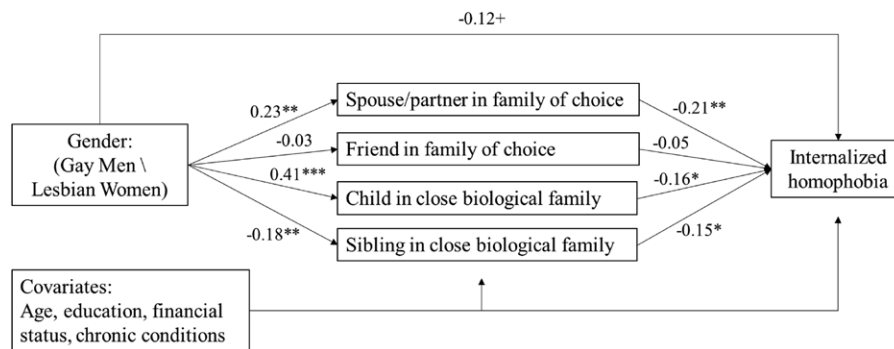 -0.12+
Spouse/partner in family of choice
0.23**
-0.21**
Gender:
(Gay Men \
Lesbian Women)
-0.03
Friend in family of choice
-0.05
Internalized
homophobia
0.41***
Child in close biological family
-0.16*
-0.18**
Sibling in close biological family
-0.15*
Covariates:
Age, education, financial
status, chronic conditions